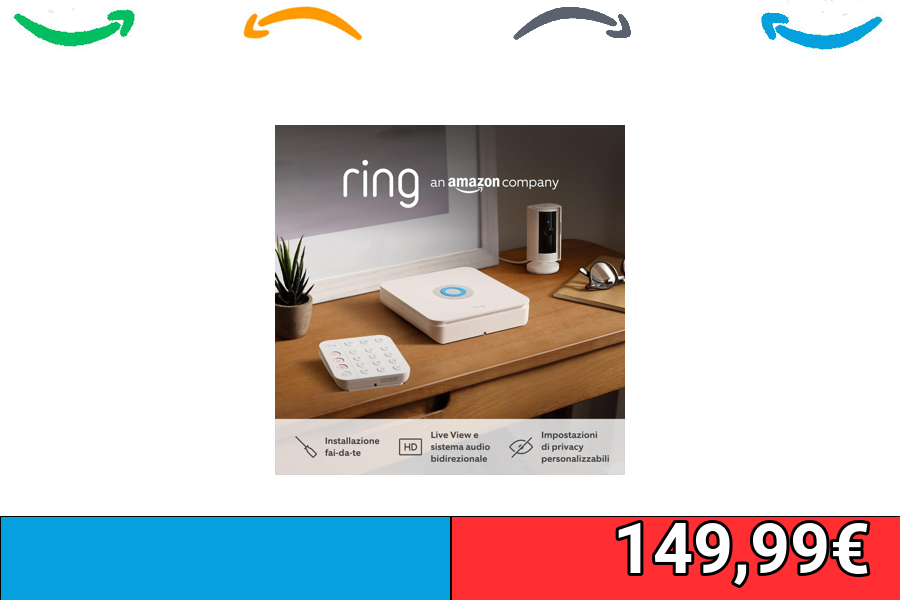 ring an amazon company
Installazione
fai-da-te
HD
Live View e
sistema audio
bidirezionale
Impostazioni
di privacy
personalizzabili
149,99€